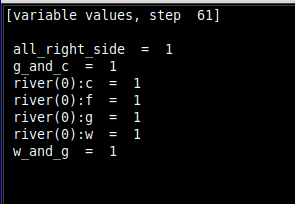 [variable values, step  61]
all_right_side  =  1
g_and_c  =  1
river(0):c  =  1
river(0):f  =  1
river(0):g  =  1
river(0):w  =  1
w_and_g  =  1